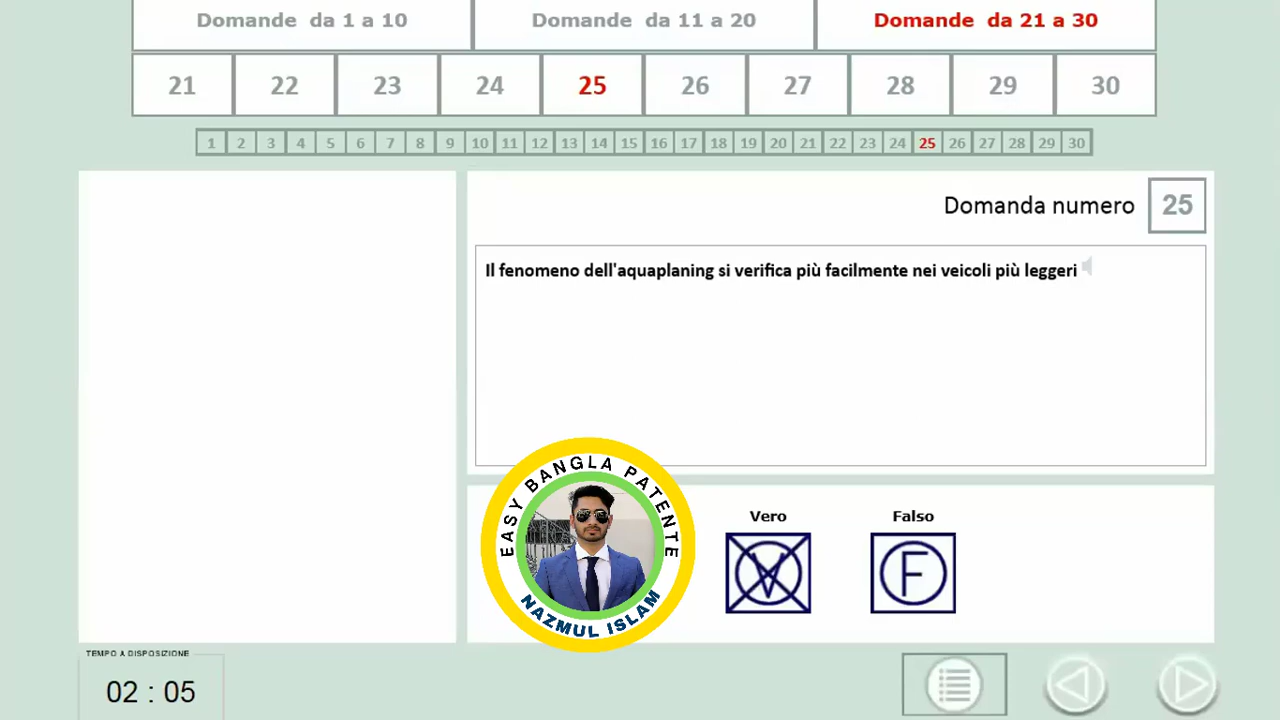 Domande da 1 a 10
Domande da 11 a 20
Domande da 21 a 30
21 22 23 24 25 26 27 28 29 30
1 2 3 4 5 6 7 8 9 10 11 12 13 14 15 16 17 18 19 20 21 22 23 24 25 26 27 28 29 30
Domanda numero 25
Il fenomeno dell'aquaplaning si verifica più facilmente nei veicoli più leggeri
EASY BANGLA PATENTE
NAZMUL ISLAM
Vero
Falso
V
F
TEMPO A DISPOSIZIONE
02 : 05